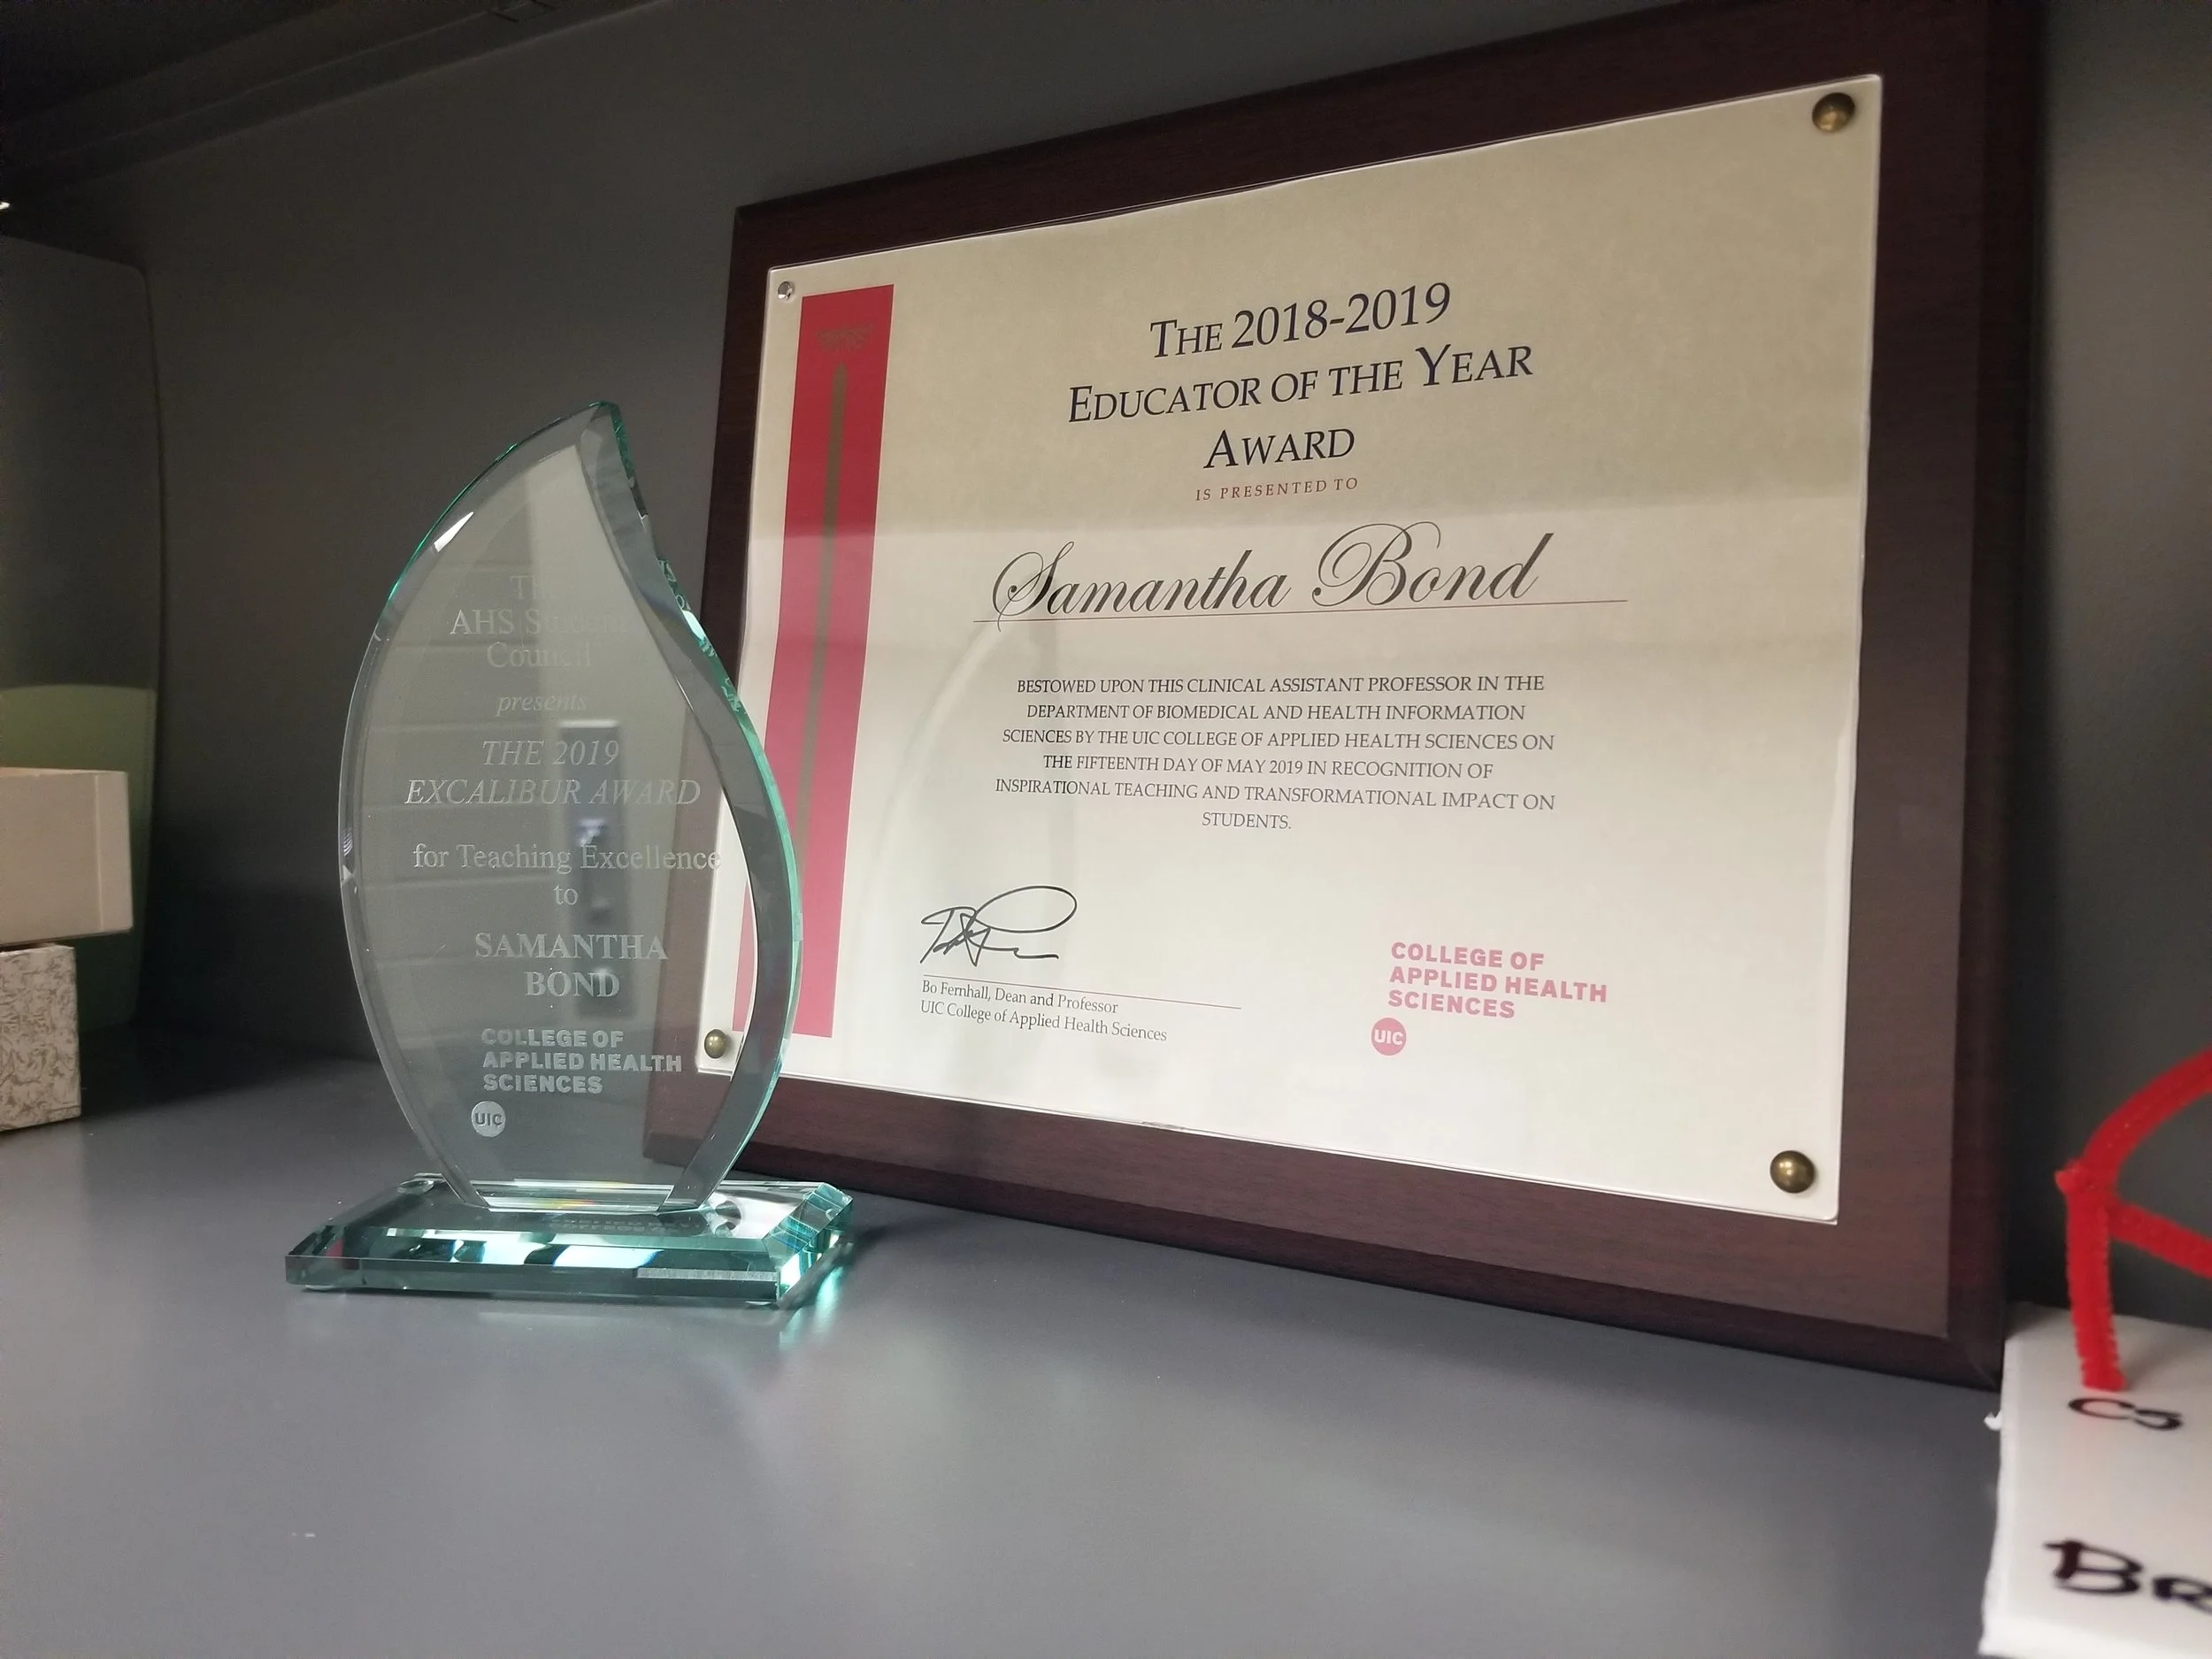 AHS
Council
presents
THE 2019
EXCALIBUR AWARD
for Teaching Excellence
to
SAMANTHA
BOND
COLLEGE OF
APPLIED HEALTH
SCIENCES
UIC
THE 2018-2019
EDUCATOR OF THE YEAR
AWARD
IS PRESENTED TO
Samantha Bond
BESTOWED UPON THIS CLINICAL ASSISTANT PROFESSOR IN THE
DEPARTMENT OF BIOMEDICAL AND HEALTH INFORMATION
SCIENCES BY THE UIC COLLEGE OF APPLIED HEALTH SCIENCES ON
THE FIFTEENTH DAY OF MAY 2019 IN RECOGNITION OF
INSPIRATIONAL TEACHING AND TRANSFORMATIONAL IMPACT ON
STUDENTS.
Bo Fernhall, Dean and Professor
UIC College of Applied Health Sciences
COLLEGE OF
APPLIED HEALTH
SCIENCES
UIC
C5